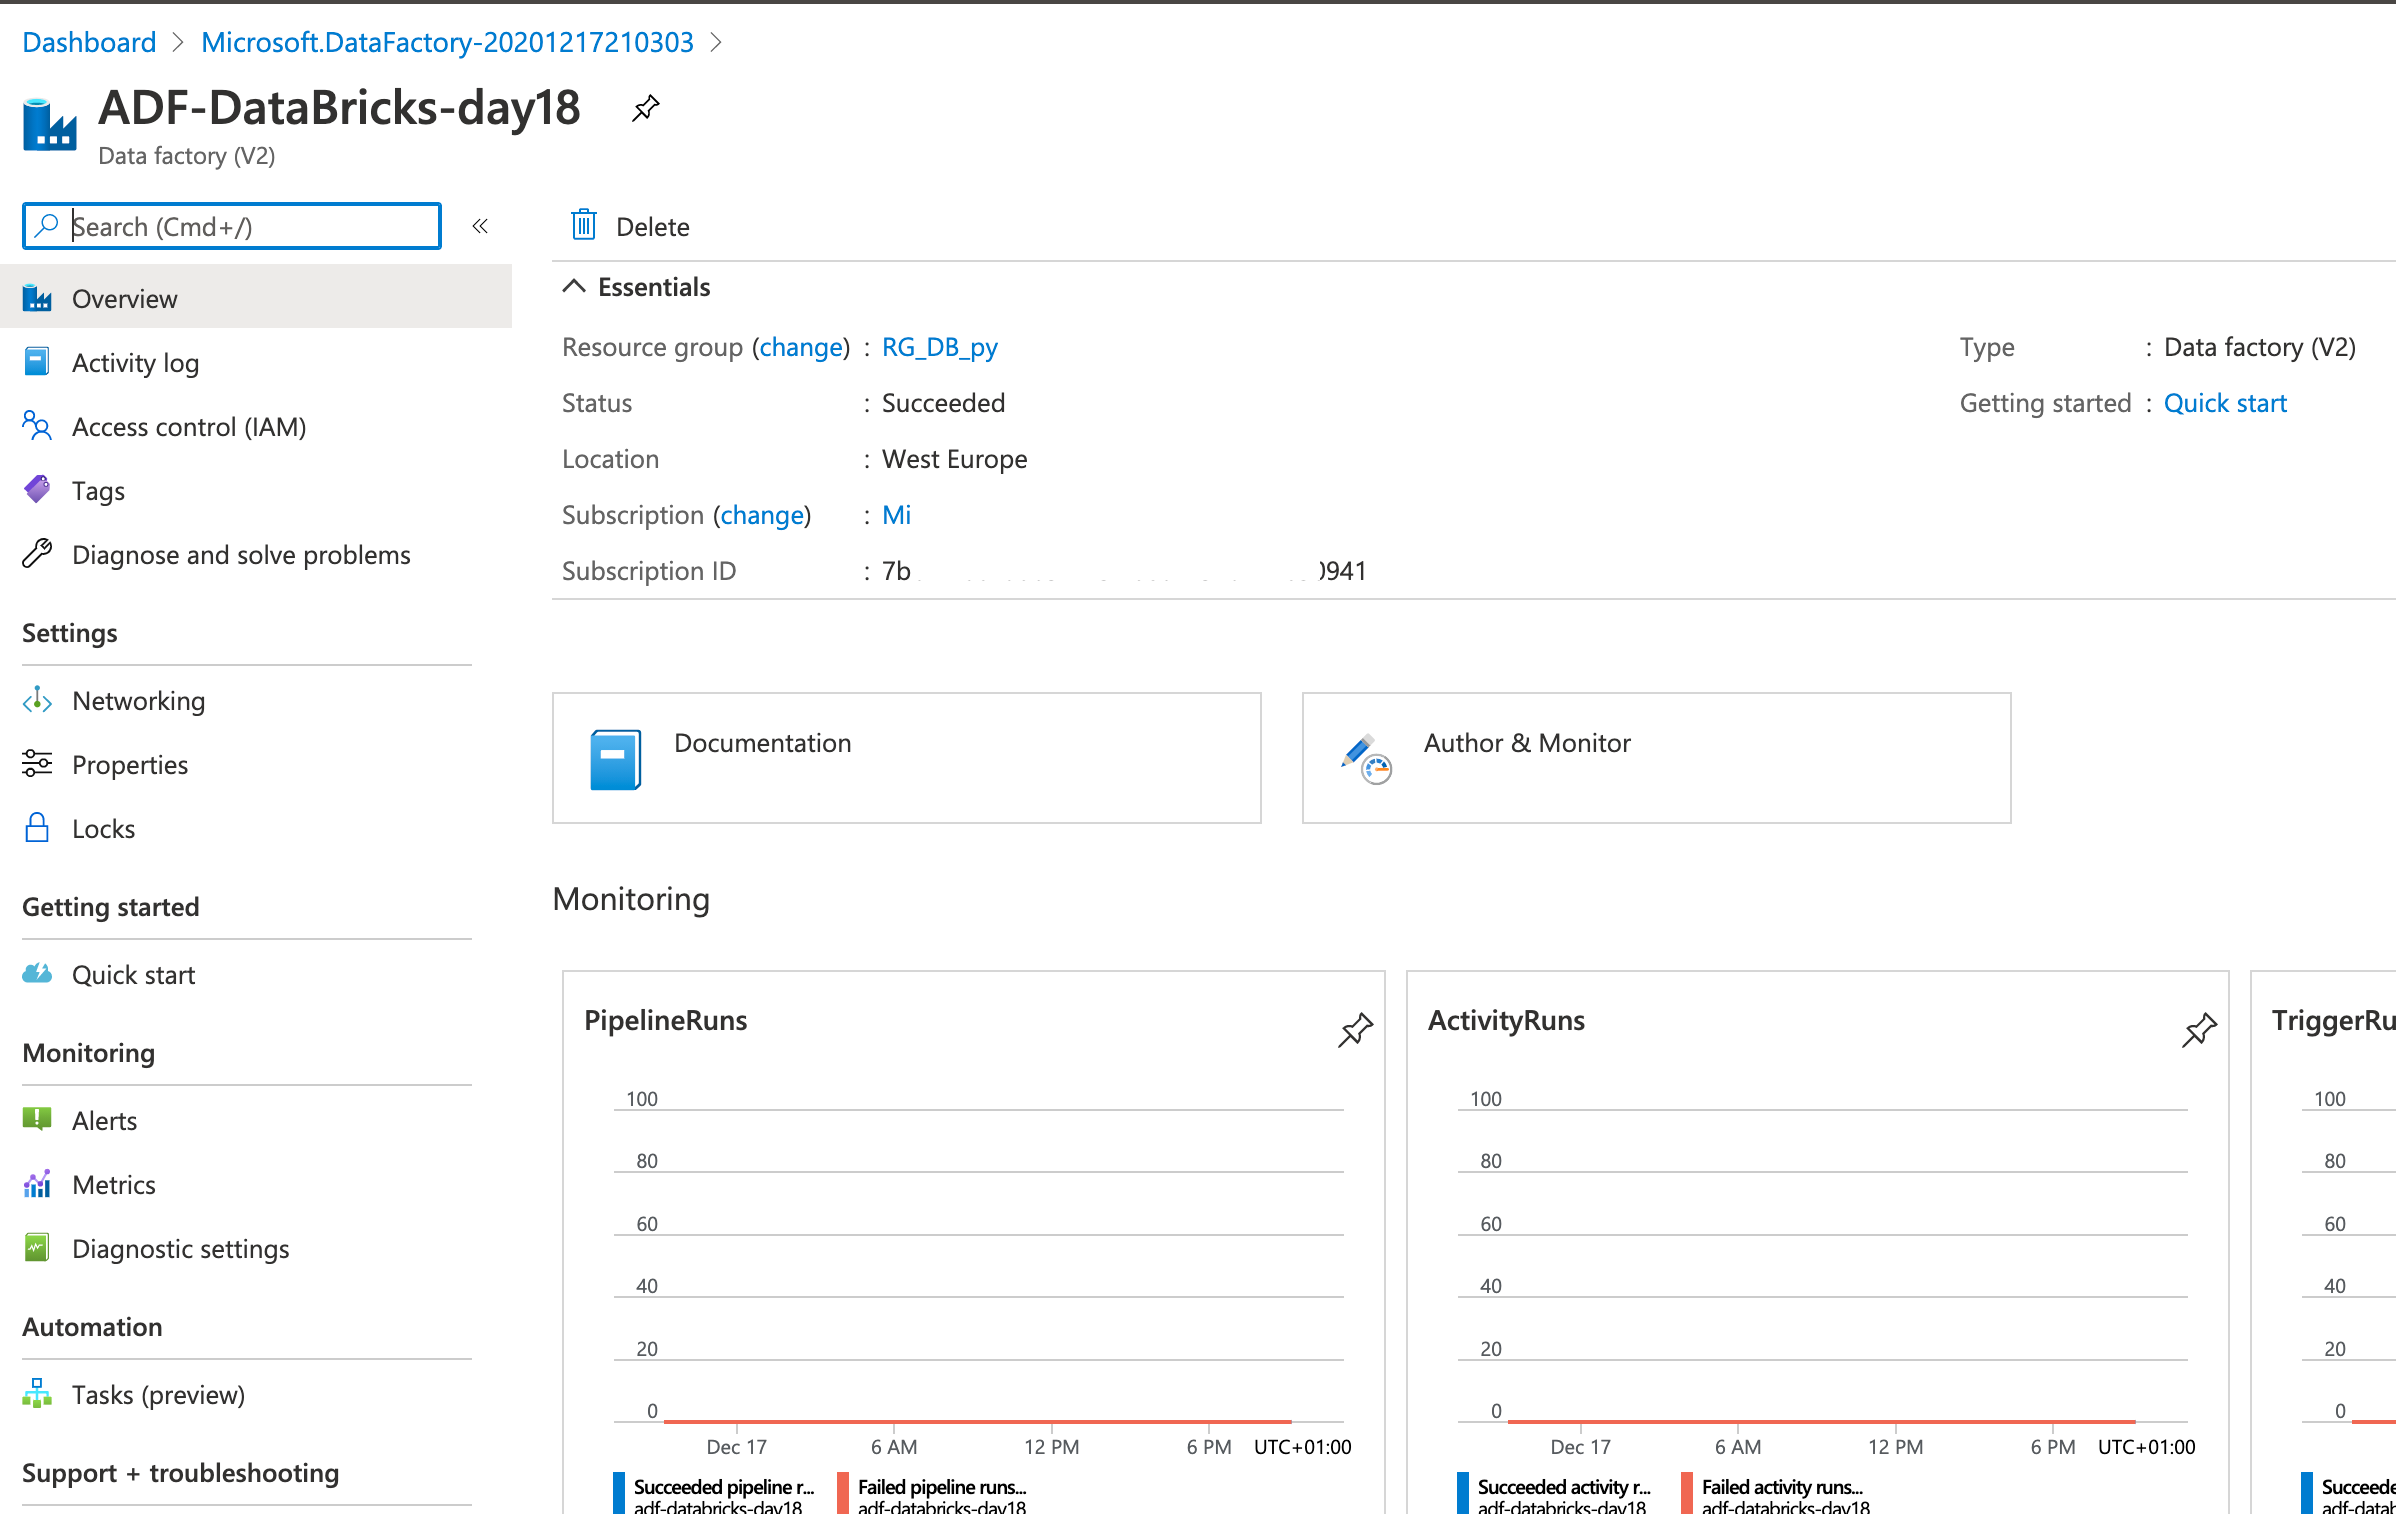 Dashboard > Microsoft.DataFactory-20201217210303 >
ADF-DataBricks-day18
Data factory (V2)
Search (Cmd+/)
«
Overview
Activity log
Access control (IAM)
Tags
Diagnose and solve problems
Settings
Networking
Properties
Locks
Getting started
Quick start
Monitoring
Alerts
Metrics
Diagnostic settings
Automation
Tasks (preview)
Support + troubleshooting
Delete
Essentials
Resource group (change) : RG_DB_py
Status : Succeeded
Location : West Europe
Subscription (change) : Mi
Subscription ID : 7b 0941
Type : Data factory (V2)
Getting started : Quick start
Documentation
Author & Monitor
Monitoring
PipelineRuns
100
80
60
40
20
0
Dec 17 6 AM 12 PM 6 PM UTC+01:00
Succeeded pipeline r...
adf-databricks-day18
Failed pipeline runs...
adf-databricks-day18
ActivityRuns
100
80
60
40
20
0
Dec 17 6 AM 12 PM 6 PM UTC+01:00
Succeeded activity r...
adf-databricks-day18
Failed activity runs...
adf-databricks-day18
TriggerRu
100
80
60
40
20
0
Succeede
adf-datab